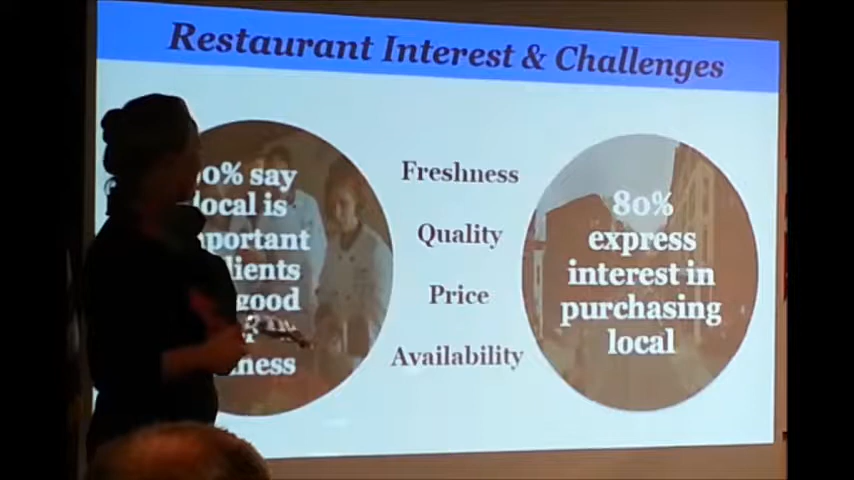 Restaurant Interest & Challenges
say
local is
clients
good
Freshness
Quality
Price
Availability
80%
express
interest in
purchasing
local